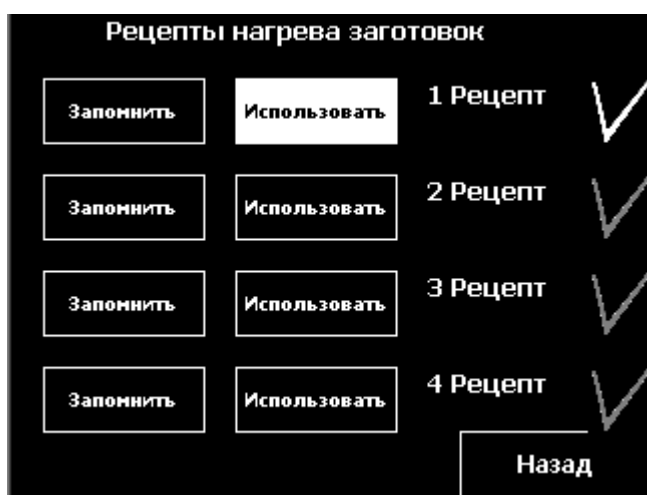 Рецепты нагрева заготовок
Запомнить Использовать 1 Рецепт
Запомнить Использовать 2 Рецепт
Запомнить Использовать 3 Рецепт
Запомнить Использовать 4 Рецепт
Назад